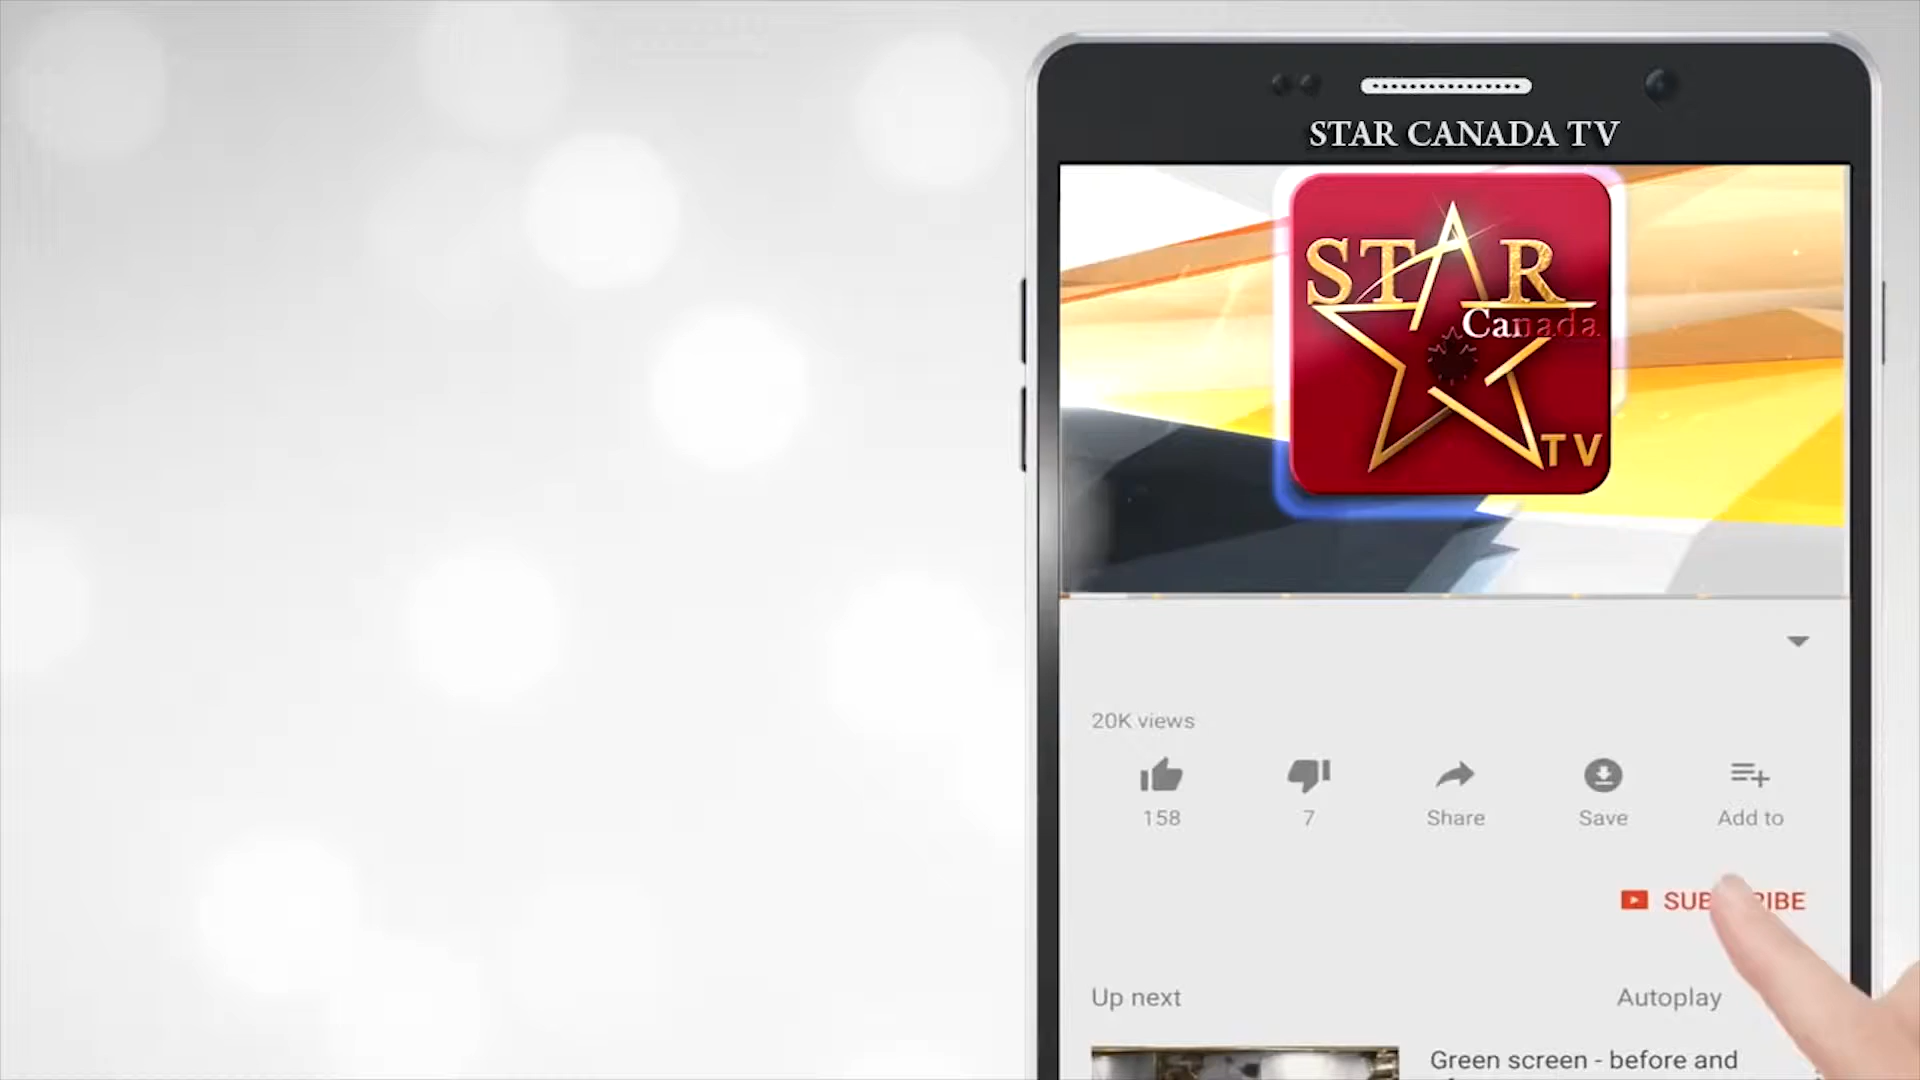 STAR CANADA TV
STAR
Canada
TV
20K views
158
7
Share
Save
Add to
SUBSCRIBE
Up next
Autoplay
Green screen - before and